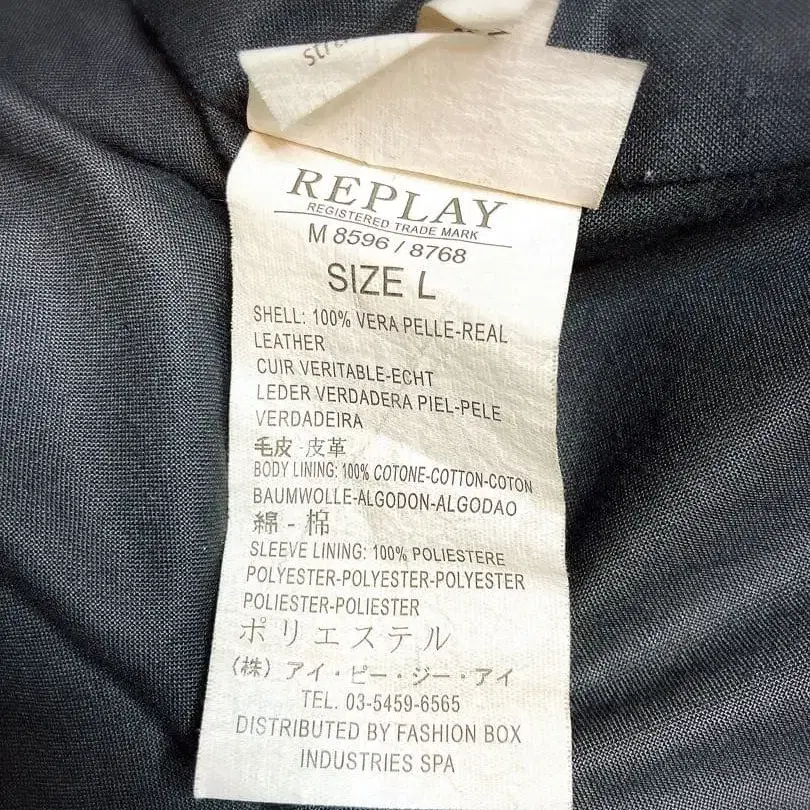 REPLAY
REGISTERED TRADE MARK
M 8596 / 8768
SIZE L
SHELL: 100% VERA PELLE-REAL
LEATHER
CUIR VERITABLE-ECHT
LEDER VERDADERA PIEL-PELE
VERDADEIRA
毛皮-皮革
BODY LINING: 100% COTONE-COTTON-COTON
BAUMWOLLE-ALGODON-ALGODAO
綿-棉
SLEEVE LINING: 100% POLIESTERE
POLYESTER-POLYESTER-POLYESTER
POLIESTER-POLIESTER
ポリエステル
(株) アイ・ピー・ジー・アイ
TEL. 03-5459-6565
DISTRIBUTED BY FASHION BOX
INDUSTRIES SPA